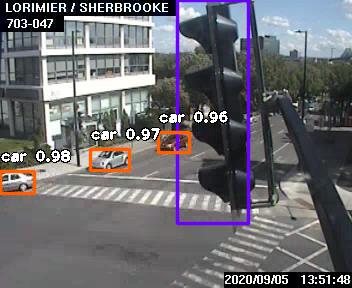 LORIMIER / SHERBROOKE
703-047
car 0.96
car 0.97
car 0.98
2020/09/05 13:51:48